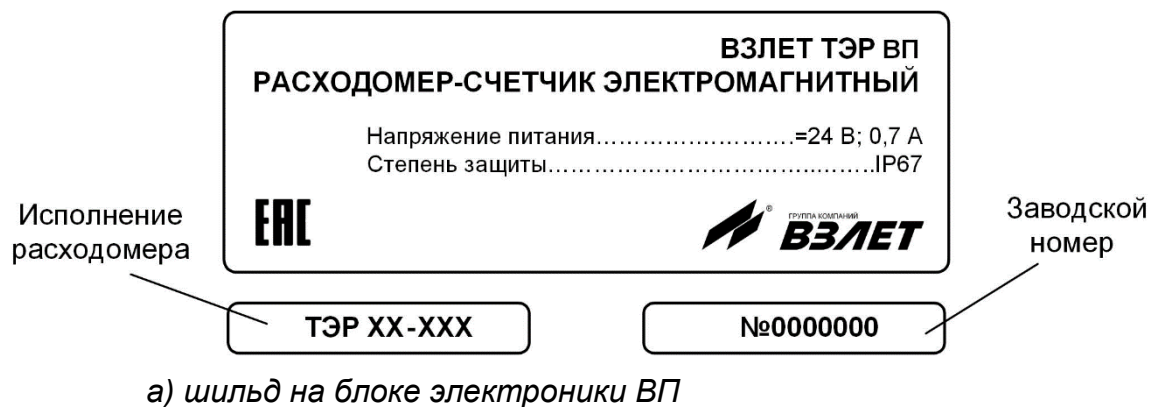 ВЗЛЕТ ТЭР ВП
РАСХОДОМЕР-СЧЕТЧИК ЭЛЕКТРОМАГНИТНЫЙ
Напряжение питания……………………….=24 В; 0,7 А
Степень защиты……………………………..……..IP67
Исполнение
расходомера
ЕАС
ГРУППА КОМПАНИЙ
ВЗЛЕТ
®
Заводской
номер
ТЭР ХХ-ХХХ
№0000000
а) шильд на блоке электроники ВП